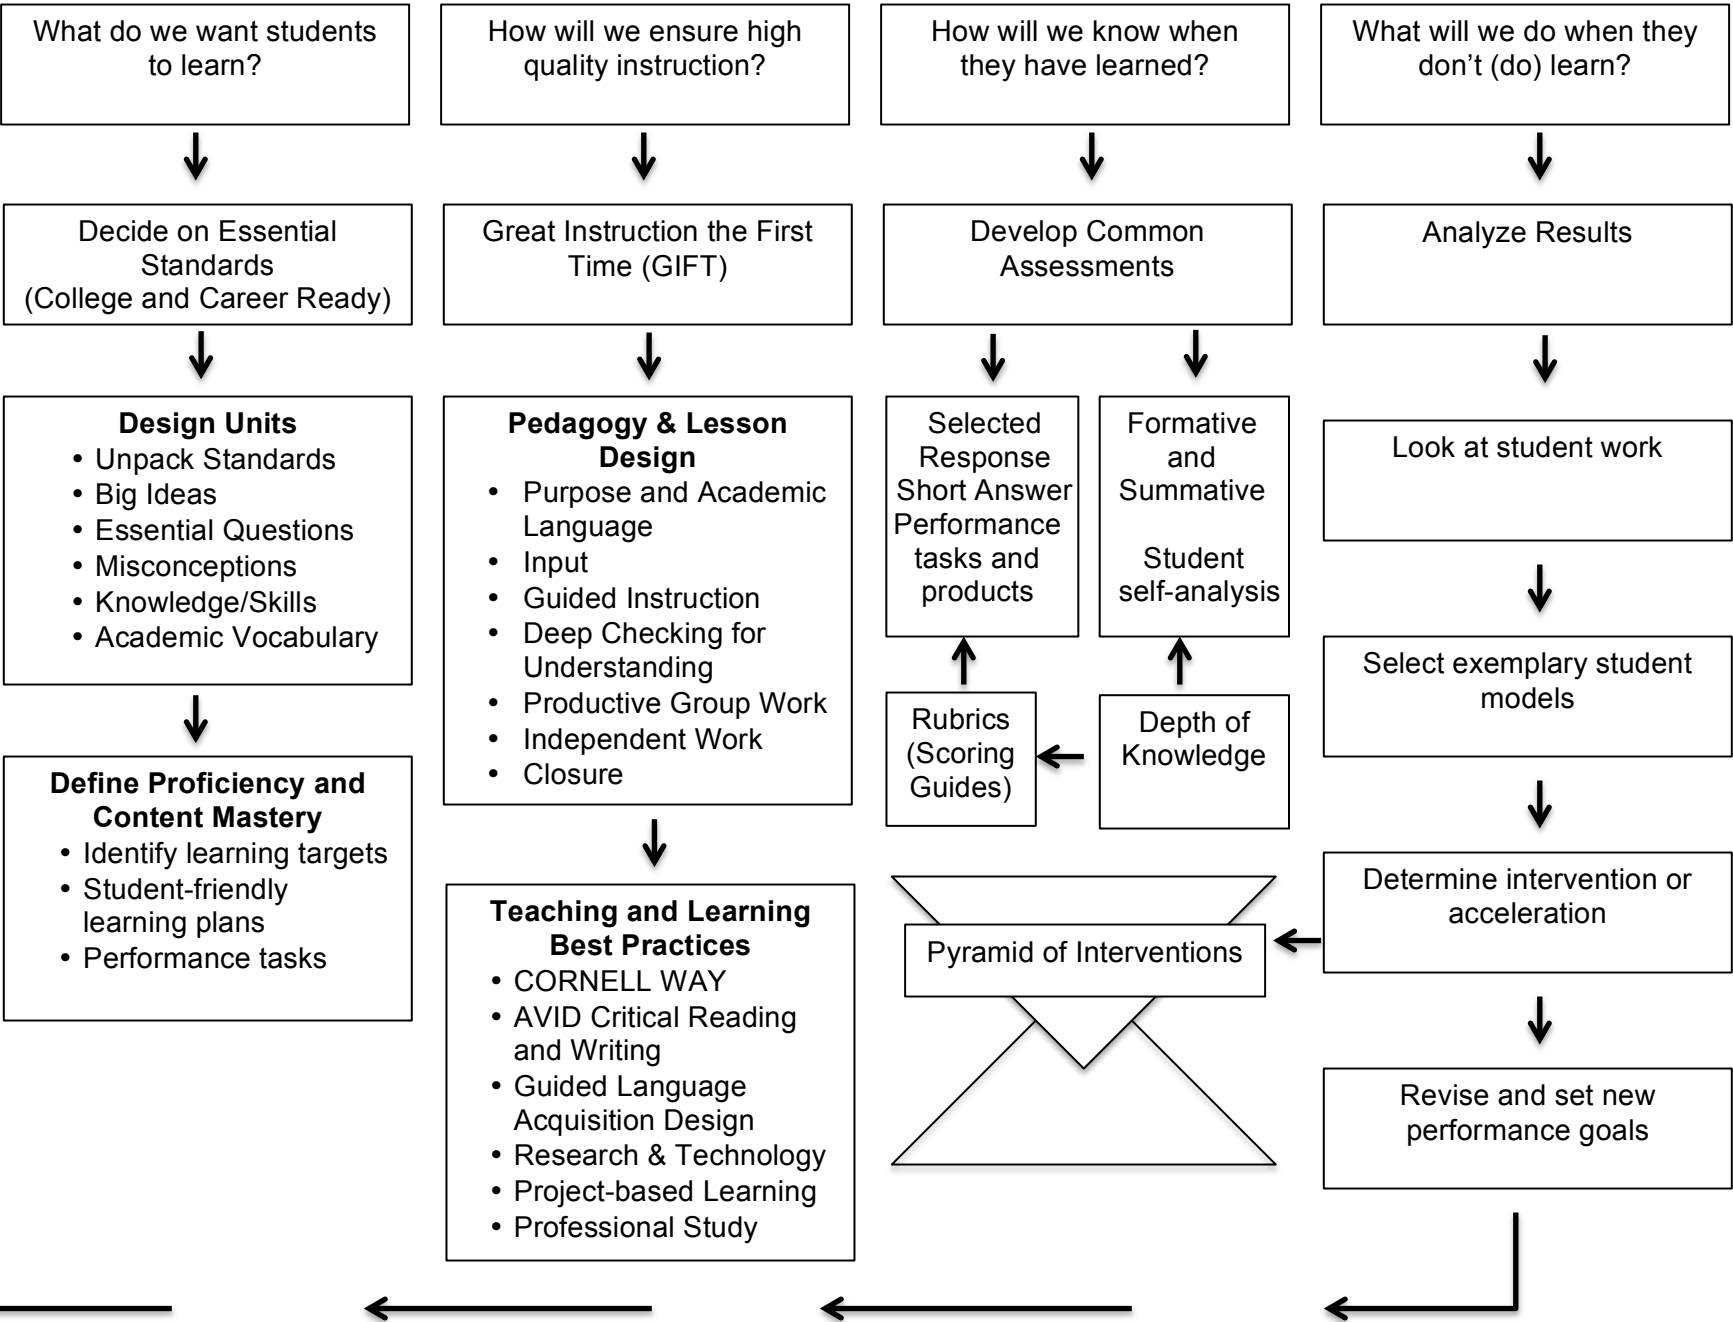 What do we want students
to learn?
How will we ensure high
quality instruction?
How will we know when
they have learned?
What will we do when they
don't (do) learn?
Decide on Essential
Standards
(College and Career Ready)
Great Instruction the First
Time (GIFT)
Develop Common
Assessments
Analyze Results
Design Units
• Unpack Standards
• Big Ideas
• Essential Questions
• Misconceptions
• Knowledge/Skills
• Academic Vocabulary
Pedagogy & Lesson
Design
• Purpose and Academic
Language
• Input
• Guided Instruction
• Deep Checking for
Understanding
• Productive Group Work
• Independent Work
• Closure
Selected
Response
Short Answer
Performance
tasks and
products
Formative
and
Summative
Student
self-analysis
Look at student work
Select exemplary student
models
Rubrics
(Scoring
Guides)
Depth of
Knowledge
Define Proficiency and
Content Mastery
• Identify learning targets
• Student-friendly
learning plans
• Performance tasks
Teaching and Learning
Best Practices
• CORNELL WAY
• AVID Critical Reading
and Writing
• Guided Language
Acquisition Design
• Research & Technology
• Project-based Learning
• Professional Study
Pyramid of Interventions
Determine intervention or
acceleration
Revise and set new
performance goals